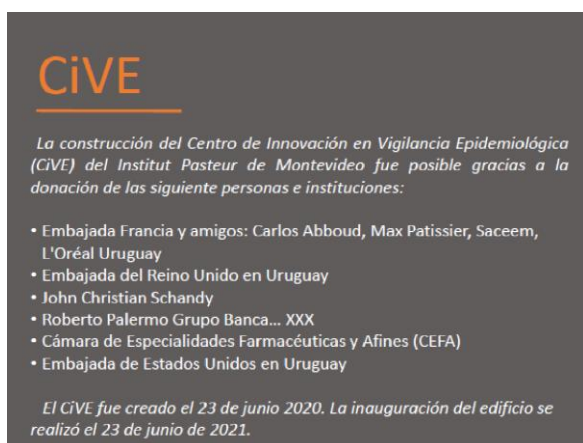 CiVE
La construcción del Centro de Innovación en Vigilancia Epidemiológica
(CiVE) del Institut Pasteur de Montevideo fue posible gracias a la
donación de las siguiente personas e instituciones:
• Embajada Francia y amigos: Carlos Abboud, Max Patissier, Saceem,
L'Oréal Uruguay
• Embajada del Reino Unido en Uruguay
• John Christian Schandy
• Roberto Palermo Grupo Banca... XXX
• Cámara de Especialidades Farmacéuticas y Afines (CEFA)
• Embajada de Estados Unidos en Uruguay
El CiVE fue creado el 23 de junio 2020. La inauguración del edificio se
realizó el 23 de junio de 2021.